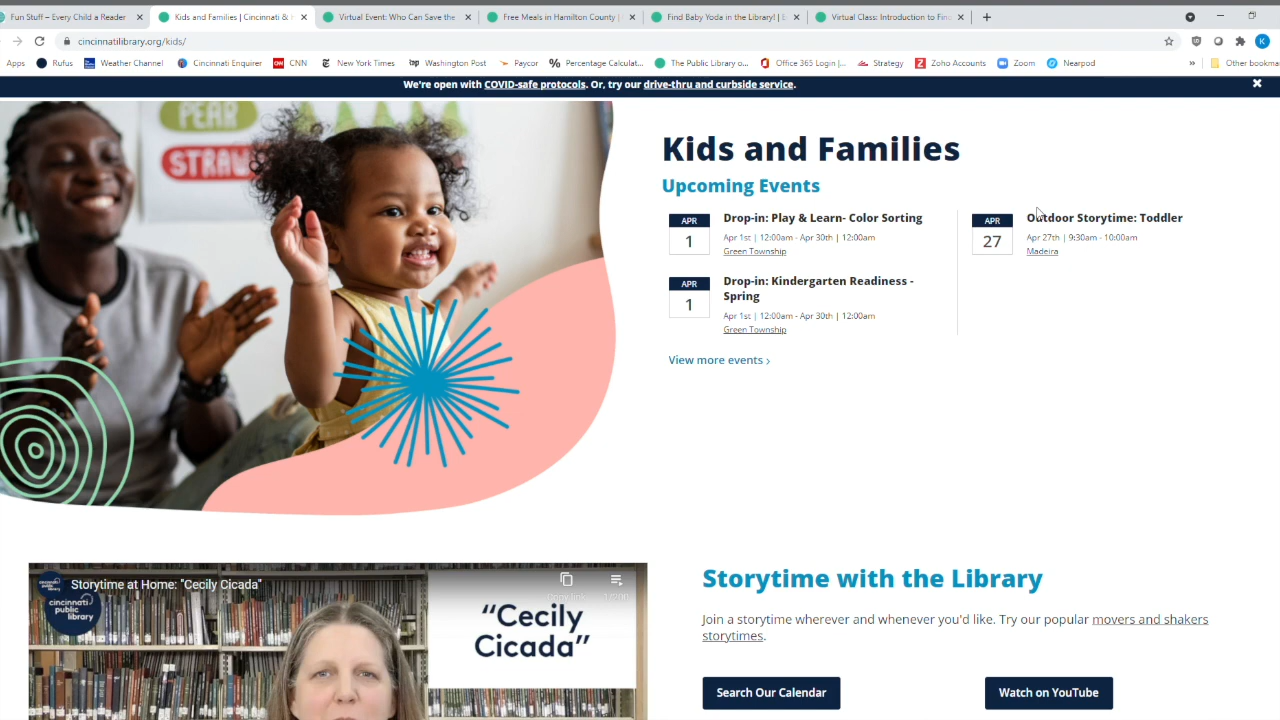 Fun Stuff – Every Child a Reader
Kids and Families | Cincinnati &
Virtual Event: Who Can Save the
Free Meals in Hamilton County |
Find Baby Yoda in the Library! |
Virtual Class: Introduction to Fin
cincinnatilibrary.org/kids/
Apps
Rufus
Weather Channel
Cincinnati Enquirer
CNN
New York Times
Washington Post
Paycor
Percentage Calculat...
The Public Library o...
Office 365 Login |...
Strategy
Zoho Accounts
Zoom
Nearpod
Other bookma
We're open with COVID-safe protocols. Or, try our drive-thru and curbside service.
PEAR
STRAW
Kids and Families
Upcoming Events
APR
1
Drop-in: Play & Learn- Color Sorting
Apr 1st | 12:00am - Apr 30th | 12:00am
Green Township
APR
1
Drop-in: Kindergarten Readiness -
Spring
Apr 1st | 12:00am - Apr 30th | 12:00am
Green Township
APR
27
Outdoor Storytime: Toddler
Apr 27th | 9:30am - 10:00am
Madeira
View more events ›
Storytime at Home: "Cecily Cicada"
cincinnati
public
library
Copy link
1/200
“Cecily
Cicada”
Storytime with the Library
Join a storytime wherever and whenever you'd like. Try our popular movers and shakers
storytimes.
Search Our Calendar
Watch on YouTube